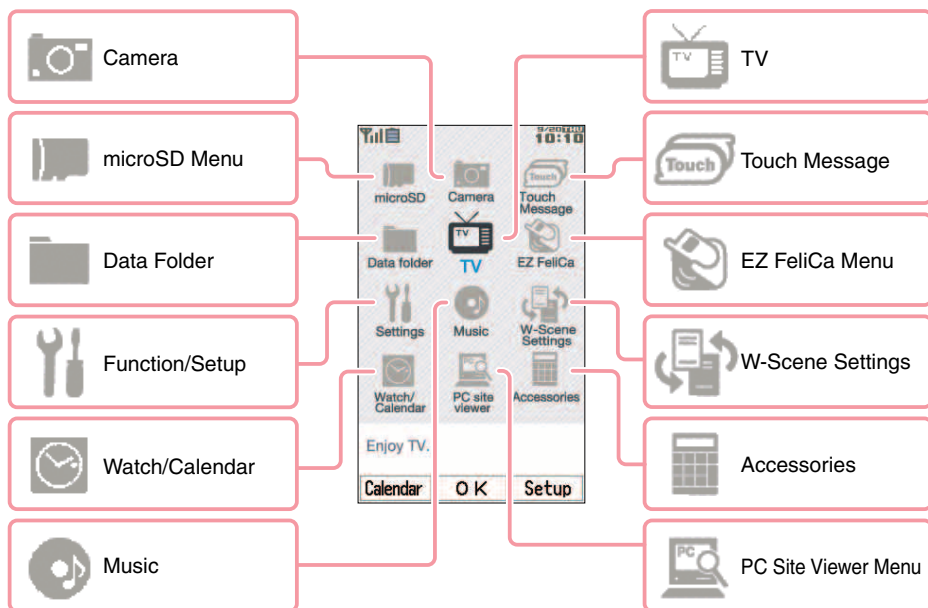 Camera
TV
TV
9/20 THU
10:10
microSD Menu
Touch
Touch Message
Touch
microSD
Camera
Touch
Message
Data Folder
TV
EZ FeliCa Menu
Data folder
TV
EZ FeliCa
Function/Setup
Settings
Music
W-Scene
Settings
W-Scene Settings
PC
Watch/
Calendar
PC site
viewer
Accessories
Enjoy TV.
Watch/Calendar
Accessories
Calendar
OK
Setup
Music
PC
PC Site Viewer Menu